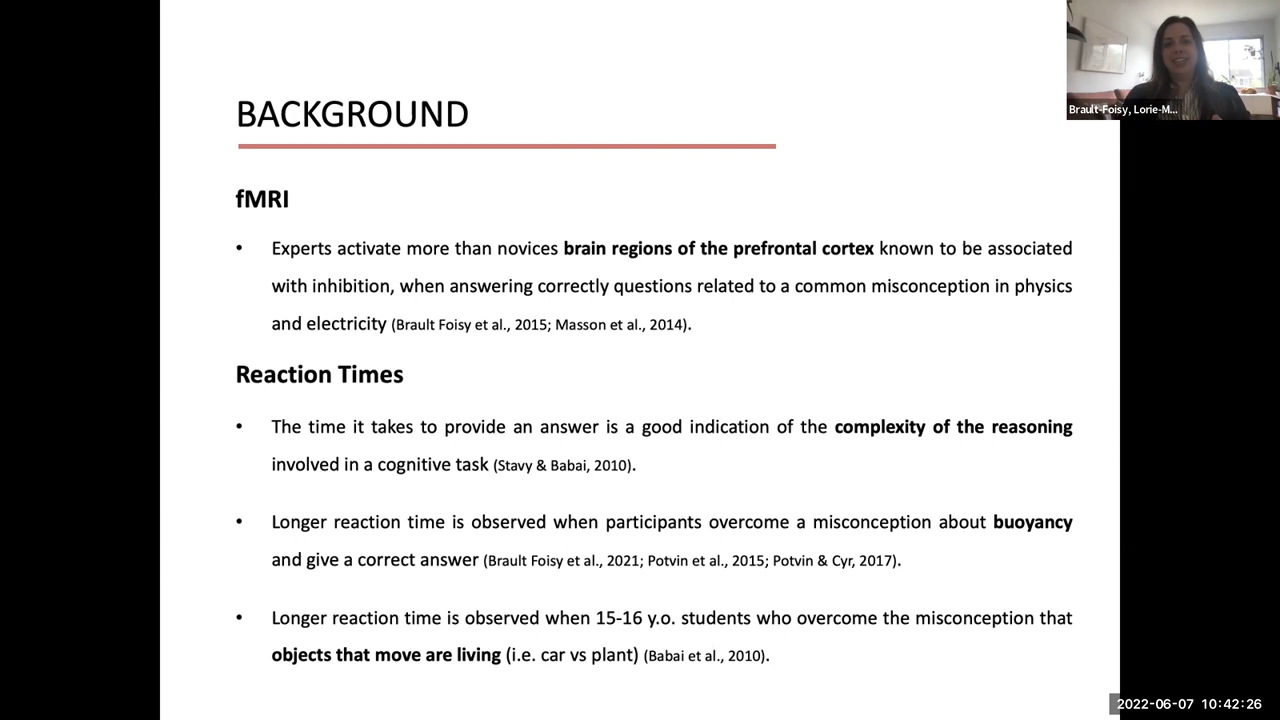 Brault-Foisy, Lorie-M...
BACKGROUND
fMRI
• Experts activate more than novices brain regions of the prefrontal cortex known to be associated
with inhibition, when answering correctly questions related to a common misconception in physics
and electricity (Brault Foisy et al., 2015; Masson et al., 2014).
Reaction Times
• The time it takes to provide an answer is a good indication of the complexity of the reasoning
involved in a cognitive task (Stavy & Babai, 2010).
• Longer reaction time is observed when participants overcome a misconception about buoyancy
and give a correct answer (Brault Foisy et al., 2021; Potvin et al., 2015; Potvin & Cyr, 2017).
• Longer reaction time is observed when 15-16 y.o. students who overcome the misconception that
objects that move are living (i.e. car vs plant) (Babai et al., 2010).
2022-06-07 10:42:26